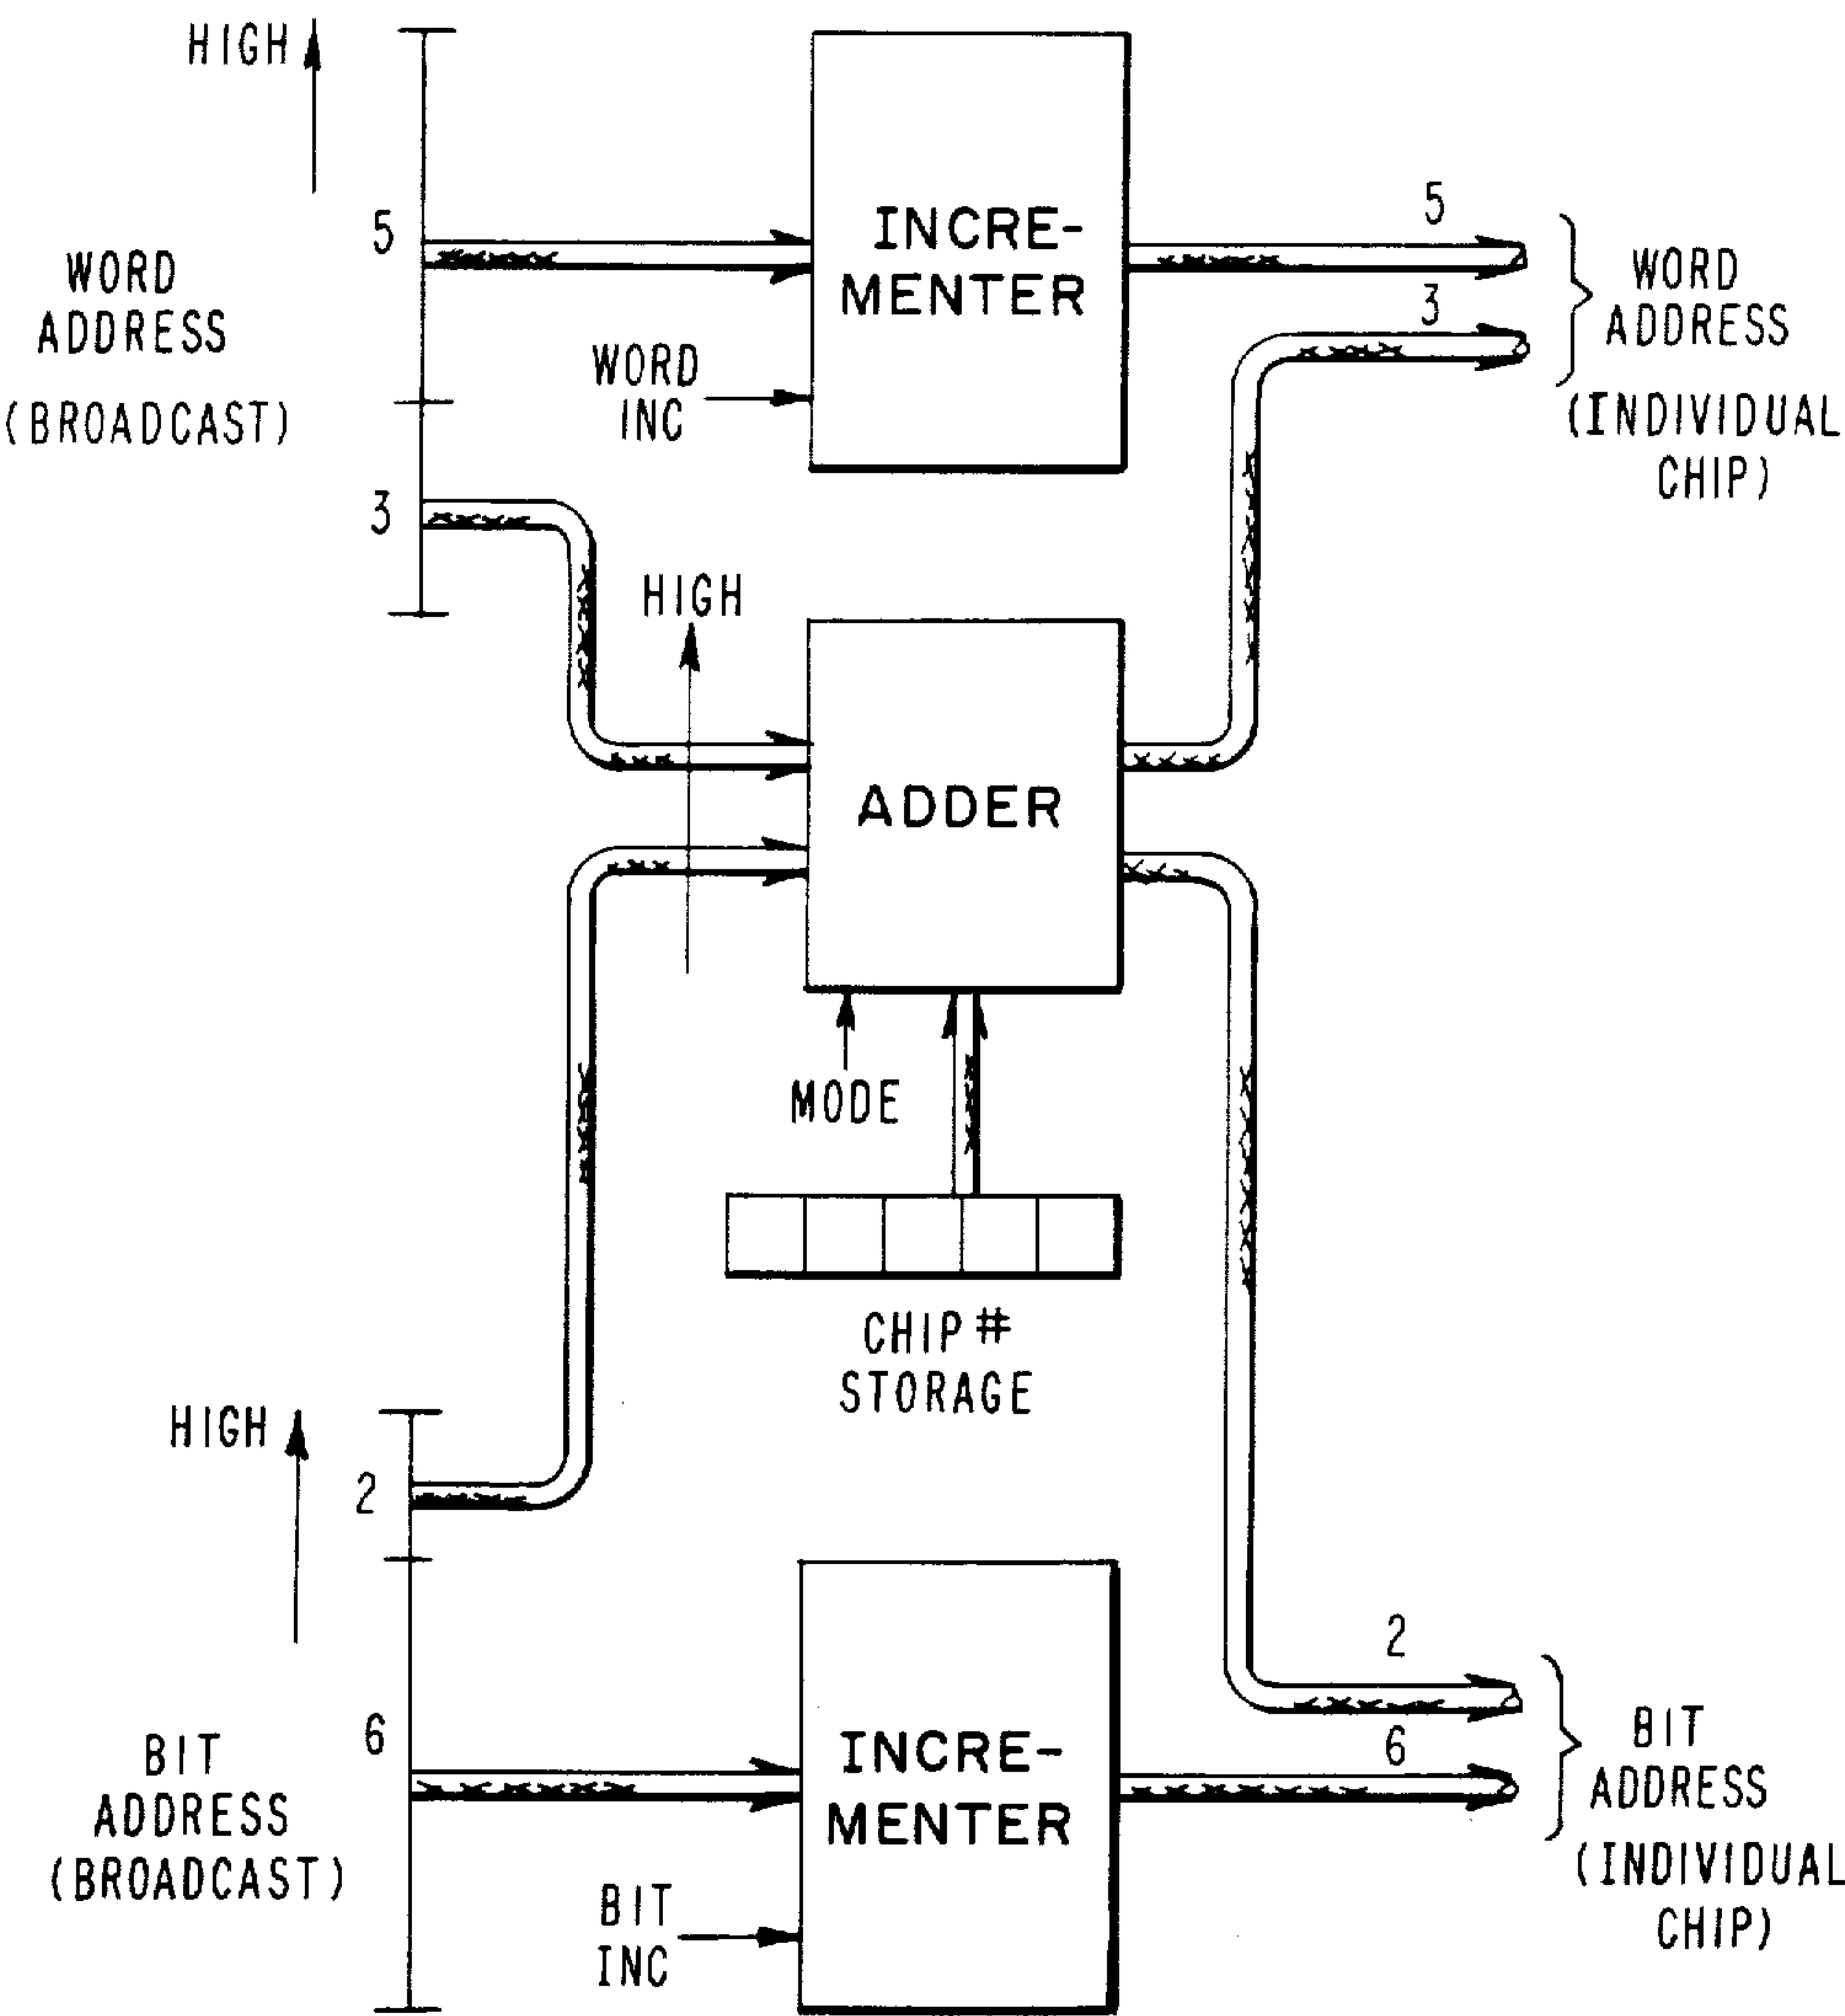 HIGH
5
WORD
ADDRESS
(BROADCAST)
3
INCRE-
MENTER
WORD
INC
5
3
WORD
ADDRESS
(INDIVIDUAL
CHIP)
HIGH
ADDER
MODE
CHIP #
STORAGE
HIGH
2
6
BIT
ADDRESS
(BROADCAST)
INCRE-
MENTER
BIT
INC
2
6
BIT
ADDRESS
(INDIVIDUAL
CHIP)